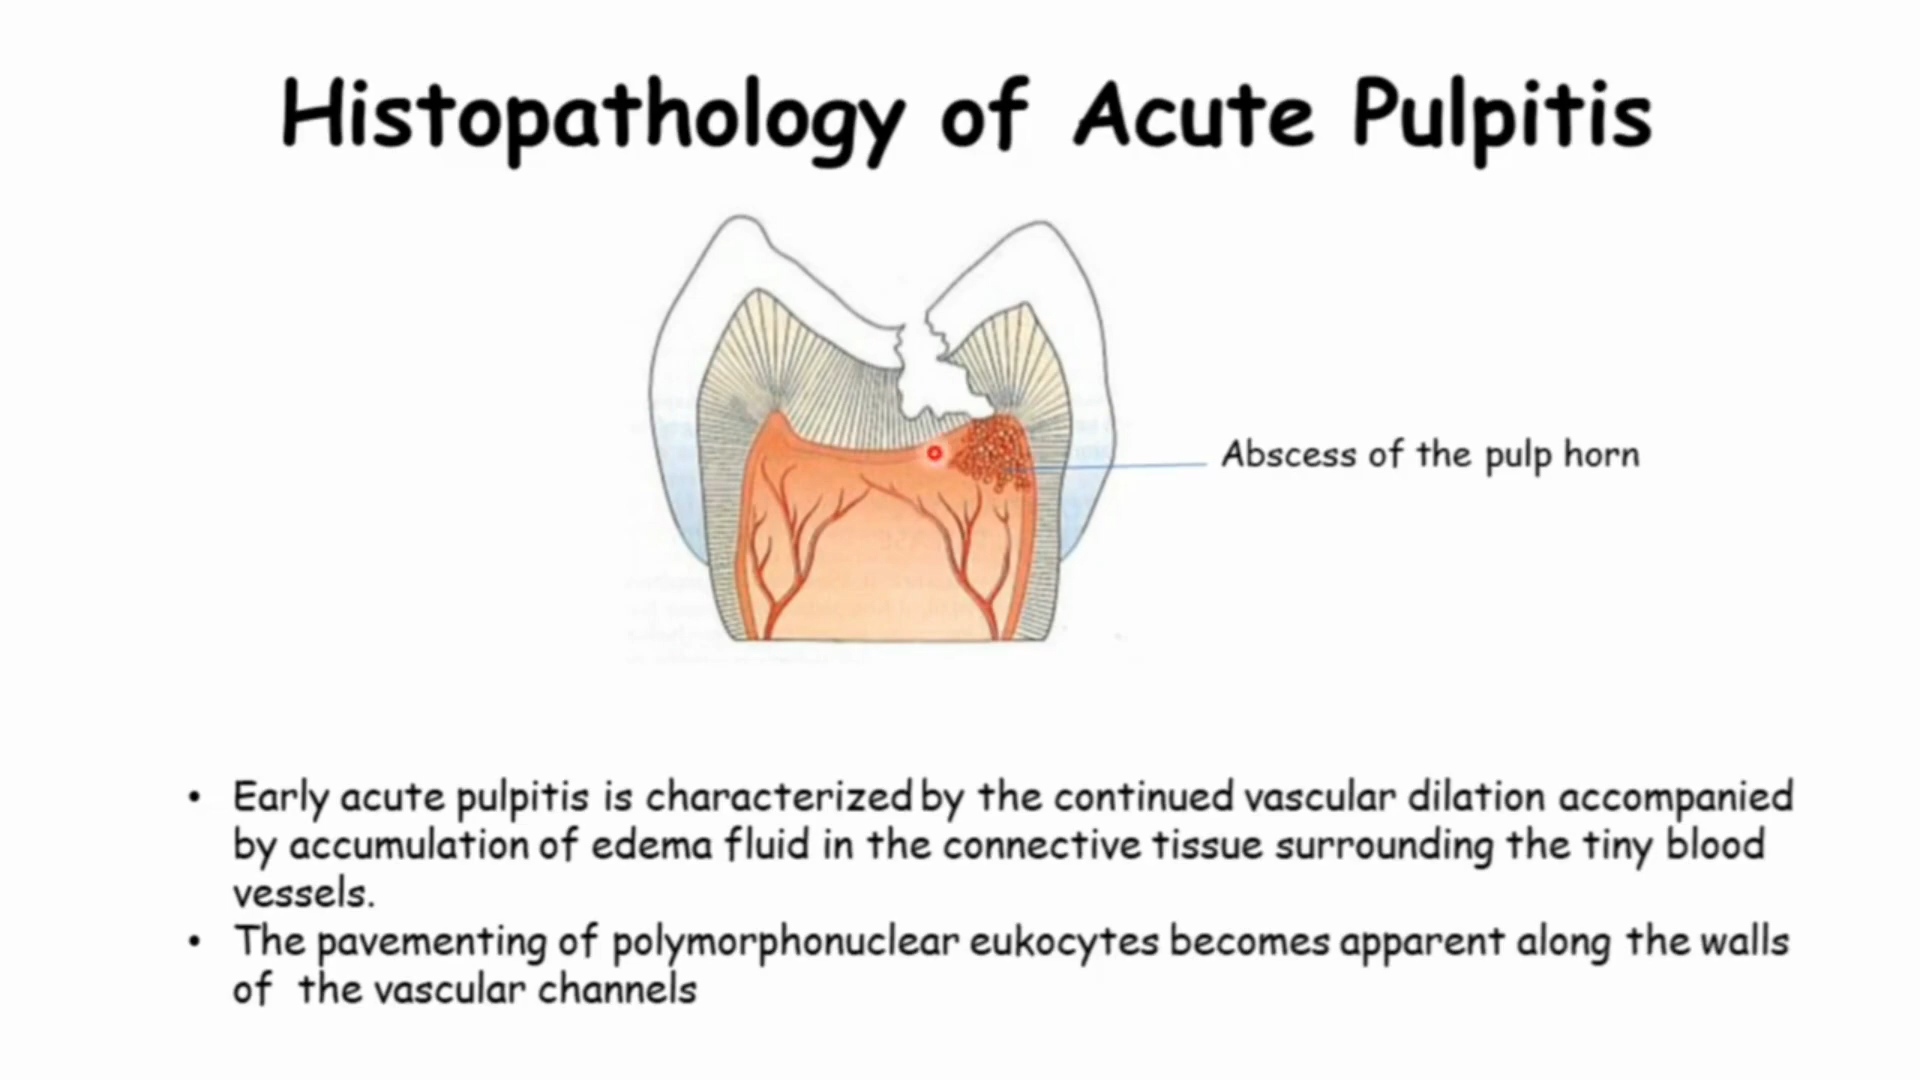 Histopathology of Acute Pulpitis
Abscess of the pulp horn
• Early acute pulpitis is characterized by the continued vascular dilation accompanied
by accumulation of edema fluid in the connective tissue surrounding the tiny blood
vessels.
• The pavementing of polymorphonuclear eukocytes becomes apparent along the walls
of the vascular channels